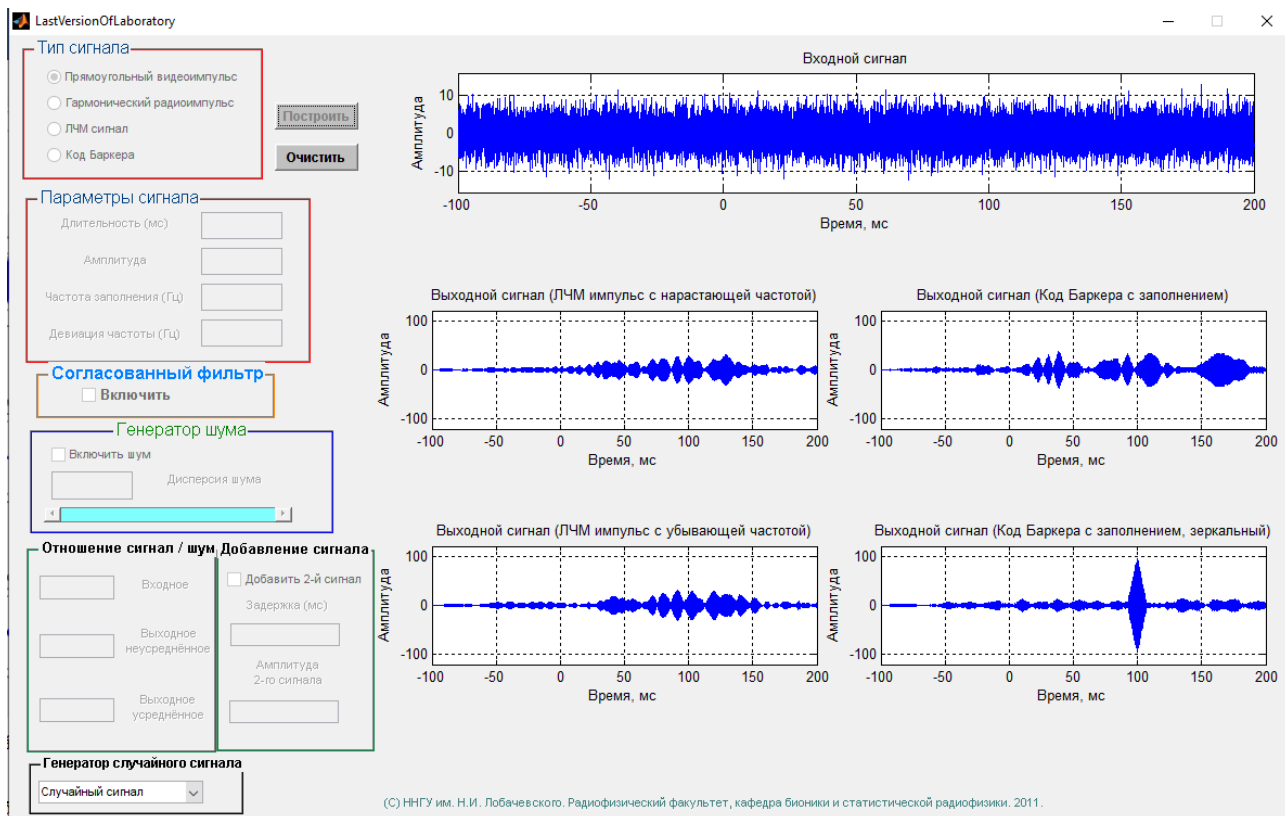 LastVersionOfLaboratory
Тип сигнала
Прямоугольный видеоимпульс
Гармонический радиоимпульс
ЛЧМ сигнал
Код Баркера
Построить
Очистить
Параметры сигнала
Длительность (мс)
Амплитуда
Частота заполнения (Гц)
Девиация частоты (Гц)
Согласованный фильтр
Включить
Генератор шума
Включить шум
Дисперсия шума
Отношение сигнал / шум
Входное
Выходное
неусреднённое
Выходное
усреднённое
Добавление сигнала
Добавить 2-й сигнал
Задержка (мс)
Амплитуда
2-го сигнала
Генератор случайного сигнала
Случайный сигнал
Входной сигнал
Амплитуда
10
0
-10
-100 -50 0 50 100 150 200
Время, мс
Выходной сигнал (ЛЧМ импульс с нарастающей частотой)
Амплитуда
100
0
-100
-100 -50 0 50 100 150 200
Время, мс
Выходной сигнал (Код Баркера с заполнением)
Амплитуда
100
0
-100
-100 -50 0 50 100 150 200
Время, мс
Выходной сигнал (ЛЧМ импульс с убывающей частотой)
Амплитуда
100
0
-100
-100 -50 0 50 100 150 200
Время, мс
Выходной сигнал (Код Баркера с заполнением, зеркальный)
Амплитуда
100
0
-100
-100 -50 0 50 100 150 200
Время, мс
(C) ННГУ им. Н.И. Лобачевского. Радиофизический факультет, кафедра бионики и статистической радиофизики. 2011.